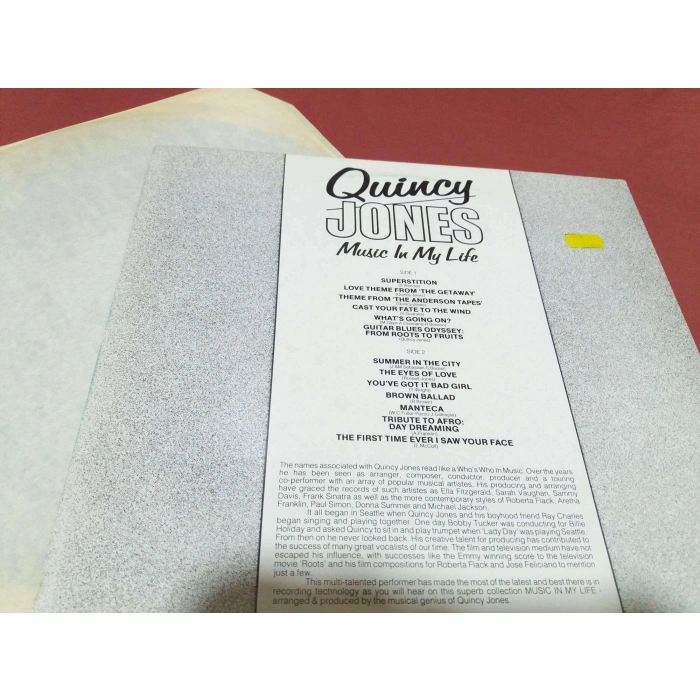 Quincy
JONES
Music In My Life
SIDE 1
SUPERSTITION
LOVE THEME FROM 'THE GETAWAY'
(Quincy Jones)
THEME FROM 'THE ANDERSON TAPES'
(Quincy Jones)
CAST YOUR FATE TO THE WIND
WHAT'S GOING ON?
GUITAR BLUES ODYSSEY:
FROM ROOTS TO FRUITS
(Quincy Jones)
SIDE 2
SUMMER IN THE CITY
THE EYES OF LOVE
YOU'VE GOT IT BAD GIRL
BROWN BALLAD
(R Brown)
MANTECA
TRIBUTE TO AFRO:
DAY DREAMING
(A Franklin)
THE FIRST TIME EVER I SAW YOUR FACE
(E McColl)
The names associated with Quincy Jones read like a Who's Who In Music. Over the years
he has been seen as arranger, composer, conductor, producer and a touring
co-performer with an array of popular musical artistes. His producing and arranging
have graced the records of such artistes as Ella Fitzgerald, Sarah Vaughan, Sammy
Davis, Frank Sinatra as well as the more contemporary styles of Roberta Flack, Aretha
Franklin, Paul Simon, Donna Summer and Michael Jackson.
It all began in Seattle when Quincy Jones and his boyhood friend Ray Charles
began singing and playing together. One day Bobby Tucker was conducting for Billie
Holiday and asked Quincy to sit in and play trumpet when 'Lady Day' was playing Seattle.
From then on he never looked back. His creative talent for producing has contributed to
the success of many great vocalists of our time. The film and television medium have not
escaped his influence, with successes like the Emmy winning score to the television
movie 'Roots' and his film compositions for Roberta Flack and Jose Feliciano to mention
just a few.
This multi-talented performer has made the most of the latest and best there is in
recording technology as you will hear on this superb collection MUSIC IN MY LIFE -
arranged & produced by the musical genius of Quincy Jones.